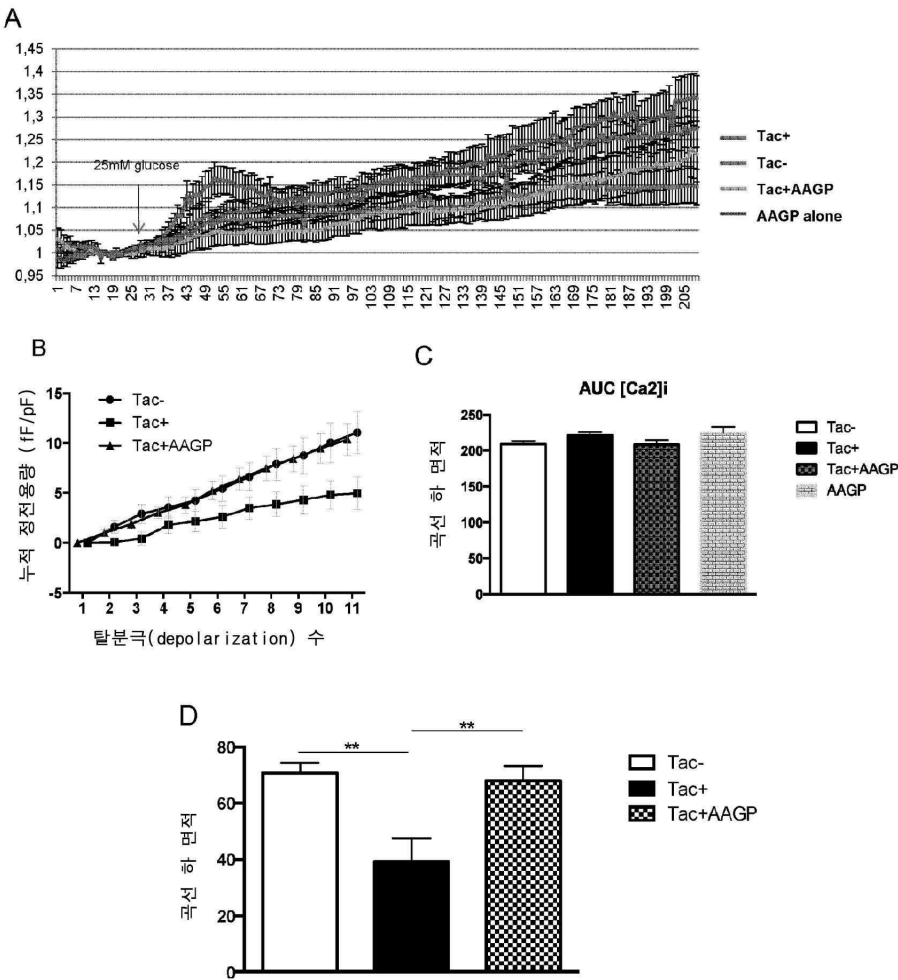 A
1,45
1,4
1,35
1,3
1,25
1,2
1,15
1,1
1,05
1
0,95
25mM glucose
1 7 13 19 25 31 37 43 49 55 61 67 73 79 85 91 97 103 109 115 121 127 133 139 145 151 157 163 169 175 181 187 193 199 205
Tac+
Tac-
Tac+AAGP
AAGP alone
B
누적 정전용량 (fF/pF)
15
10
5
0
-5
Tac-
Tac+
Tac+AAGP
1 2 3 4 5 6 7 8 9 10 11
탈분극(depolarization) 수
C
AUC [Ca2]i
곡선 하 면적
250
200
150
100
50
0
Tac-
Tac+
Tac+AAGP
AAGP
D
곡선 하 면적
80
60
40
20
0
**
**
Tac-
Tac+
Tac+AAGP